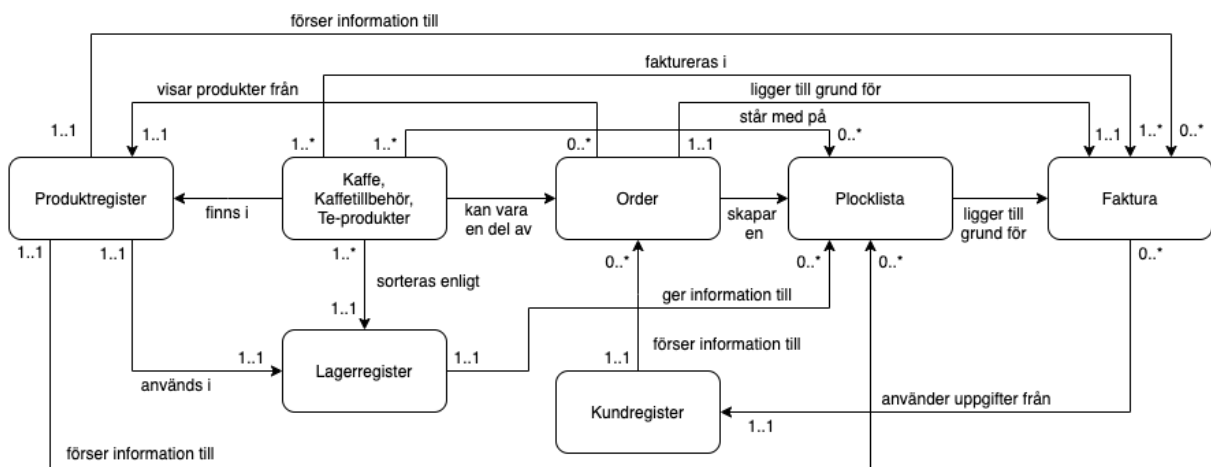 förser information till
faktureras i
visar produkter från
ligger till grund för
står med på
1..1
1..1
1..*
1..*
0..*
1..1
0..*
1..1
1..*
0..*
Produktregister
Kaffe,
Kaffetillbehör,
Te-produkter
Order
Plocklista
Faktura
finns i
kan vara
en del av
skapar
en
ligger till
grund för
1..1
1..1
1..*
0..*
0..*
0..*
0..*
sorteras enligt
ger information till
1..1
förser information till
1..1
1..1
1..1
Lagerregister
Kundregister
används i
använder uppgifter från
1..1
förser information till